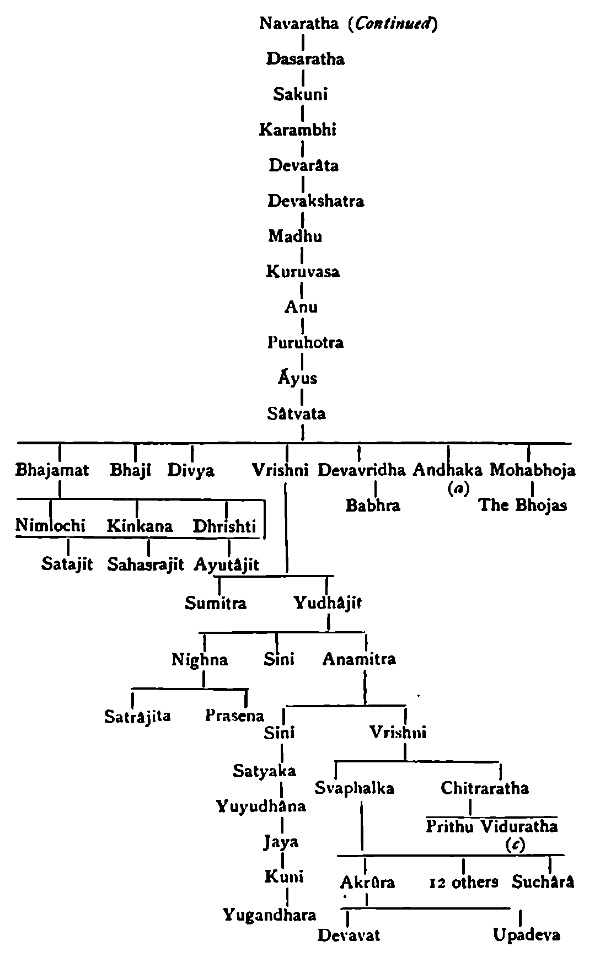 Navaratha (Continued)
Dasaratha
Sakuni
Karambhi
Devarâta
Devakshatra
Madhu
Kuruvasa
Anu
Puruhotra
Áyus
Sâtvata
Bhajamat Bhajî Divya Vrishni Devavridha Andhaka Mohabhoja
(a)
Babhra The Bhojas
Nimlochi Kinkana Dhrishti
Satajit Sahasrajit Ayutâjit
Sumitra Yudhâjit
Nighna Sini Anamitra
Satrâjita Prasena
Sini Vrishni
Satyaka
Svaphalka Chitraratha
Yuyudhâna
Prithu Viduratha
(c)
Jaya
Kuni
Akrûra 12 others Suchârâ
Yugandhara
Devavat Upadeva